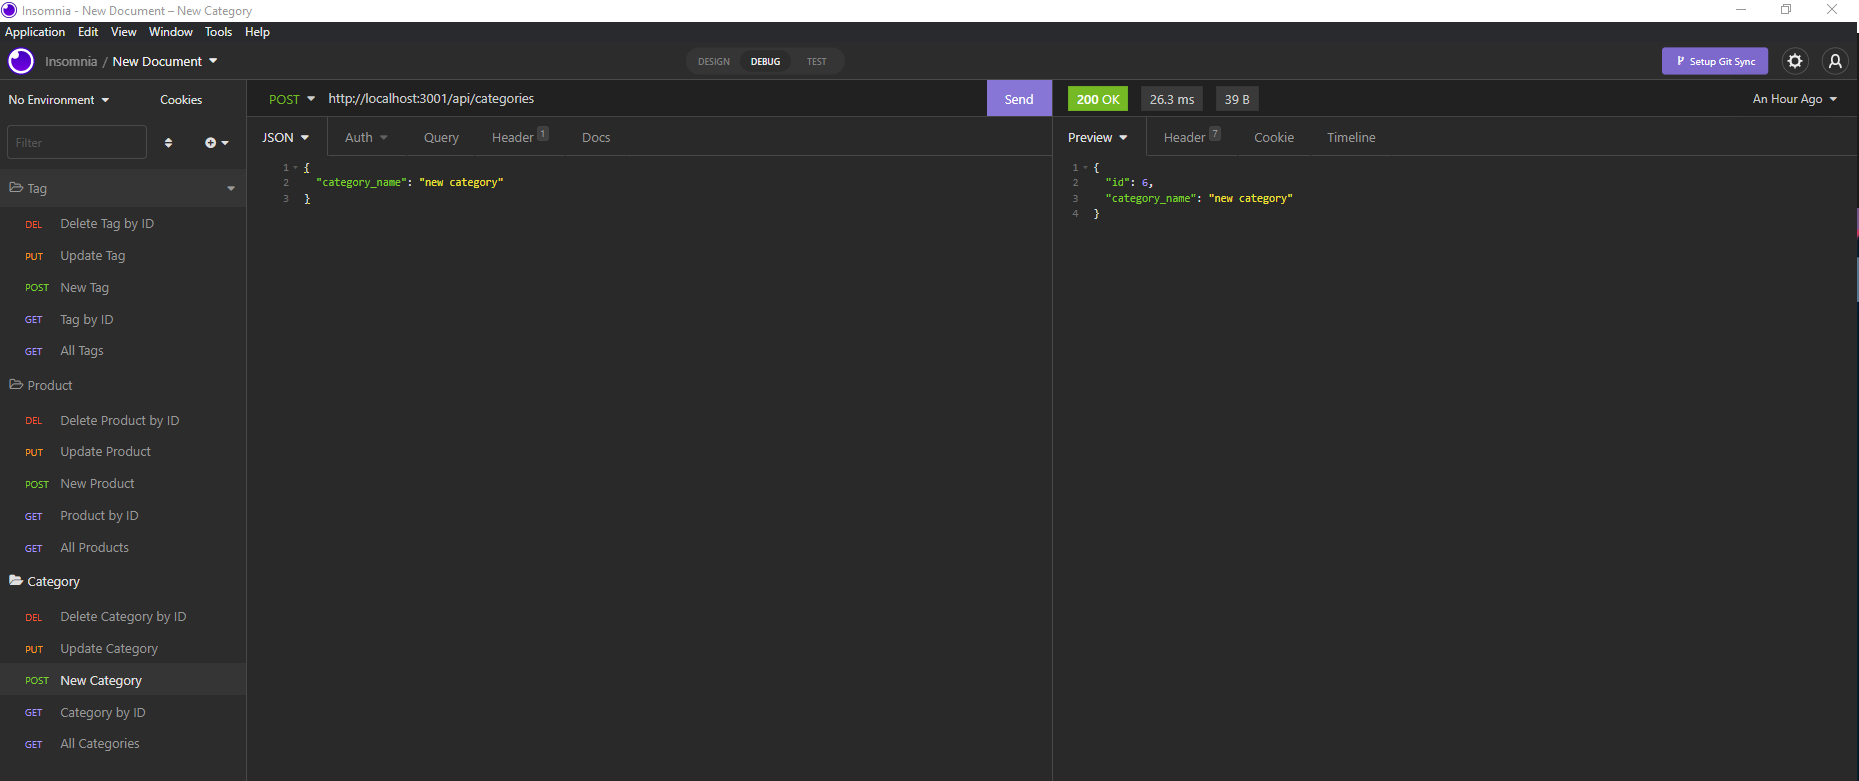 Insomnia - New Document – New Category
Application Edit View Window Tools Help
Insomnia / New Document
DESIGN DEBUG TEST
Setup Git Sync
No Environment Cookies
Filter
Tag
DEL Delete Tag by ID
PUT Update Tag
POST New Tag
GET Tag by ID
GET All Tags
Product
DEL Delete Product by ID
PUT Update Product
POST New Product
GET Product by ID
GET All Products
Category
DEL Delete Category by ID
PUT Update Category
POST New Category
GET Category by ID
GET All Categories
POST http://localhost:3001/api/categories Send
JSON Auth Query Header 1 Docs
1 {
2 "category_name": "new category"
3 }
200 OK 26.3 ms 39 B An Hour Ago
Preview Header 7 Cookie Timeline
1 {
2 "id": 6,
3 "category_name": "new category"
4 }